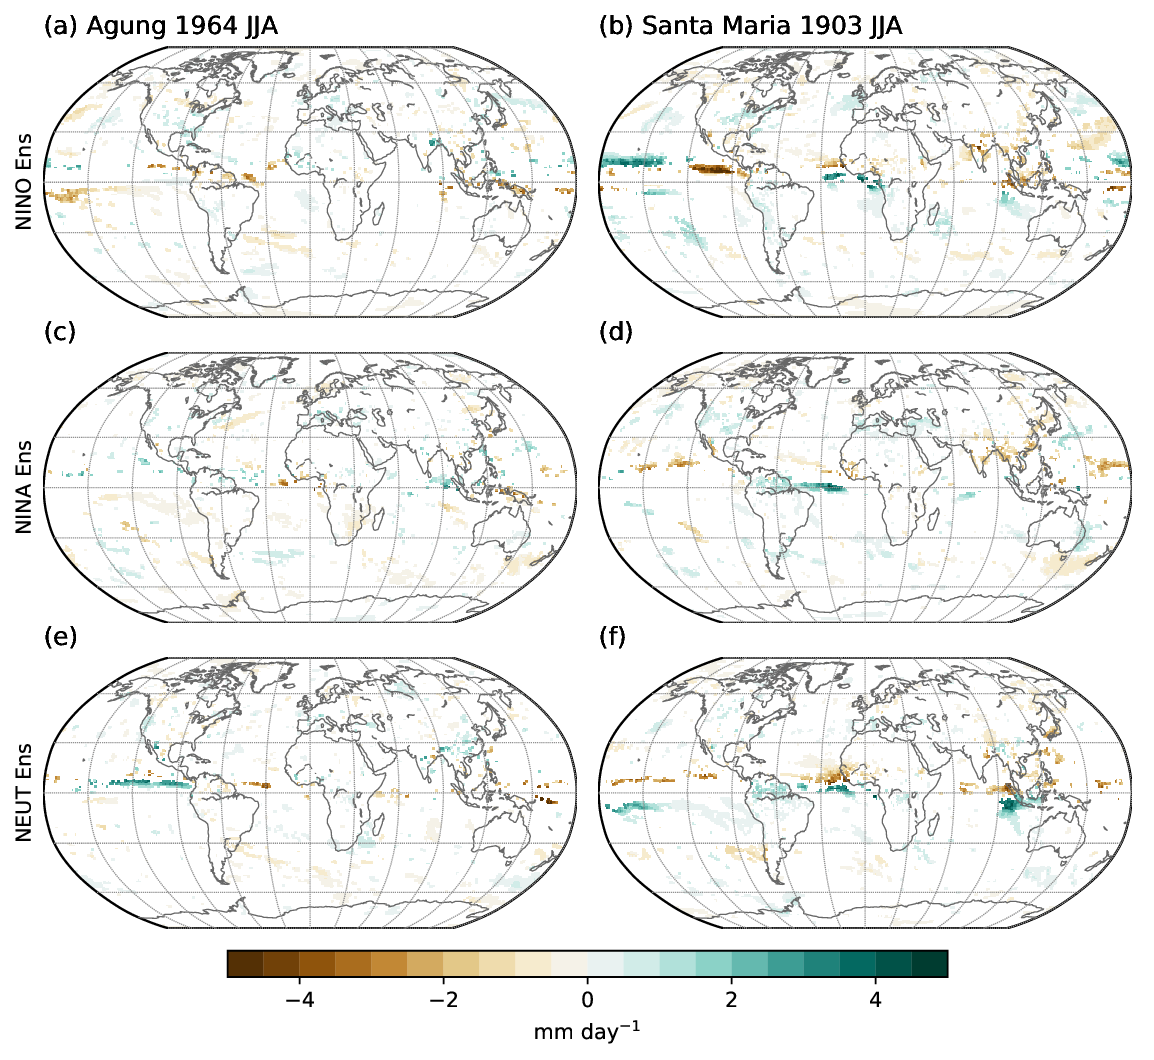 (a) Agung 1964 JJA
(b) Santa Maria 1903 JJA
NINO Ens
(c)
(d)
NINA Ens
(e)
(f)
NEUT Ens
−4 −2 0 2 4
mm day⁻¹